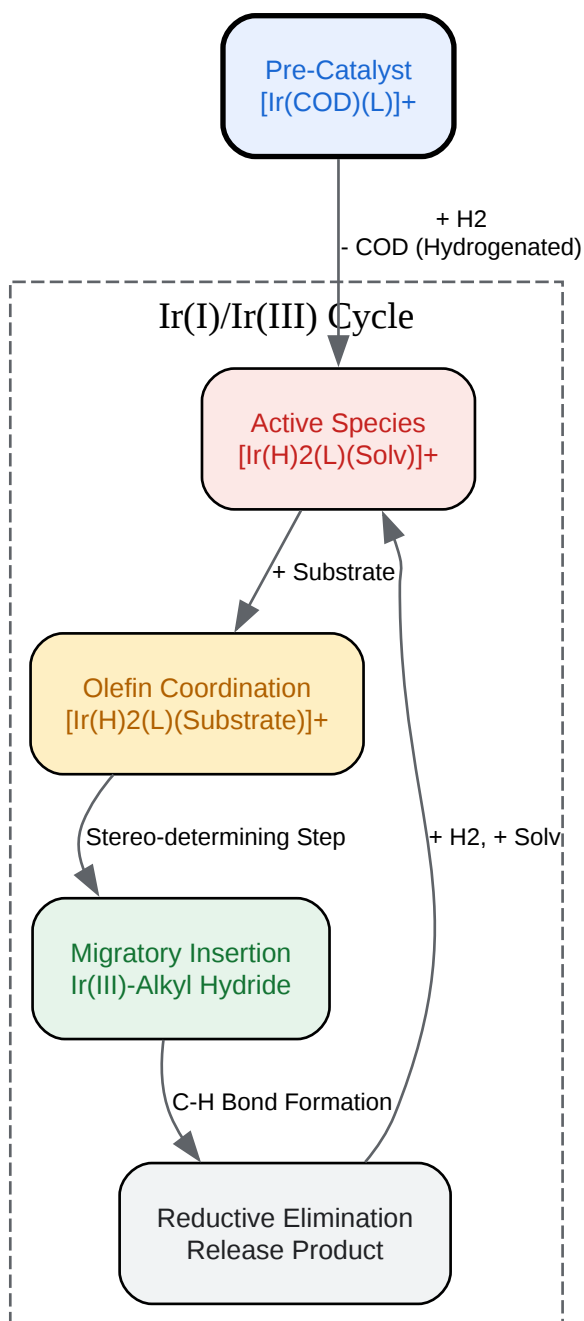 Pre-Catalyst
[Ir(COD)(L)]+
+ H2
- COD (Hydrogenated)
Ir(I)/Ir(III) Cycle
Active Species
[Ir(H)2(L)(Solv)]+
+ Substrate
Olefin Coordination
[Ir(H)2(L)(Substrate)]+
Stereo-determining Step
+ H2, + Solv
Migratory Insertion
Ir(III)-Alkyl Hydride
C-H Bond Formation
Reductive Elimination
Release Product